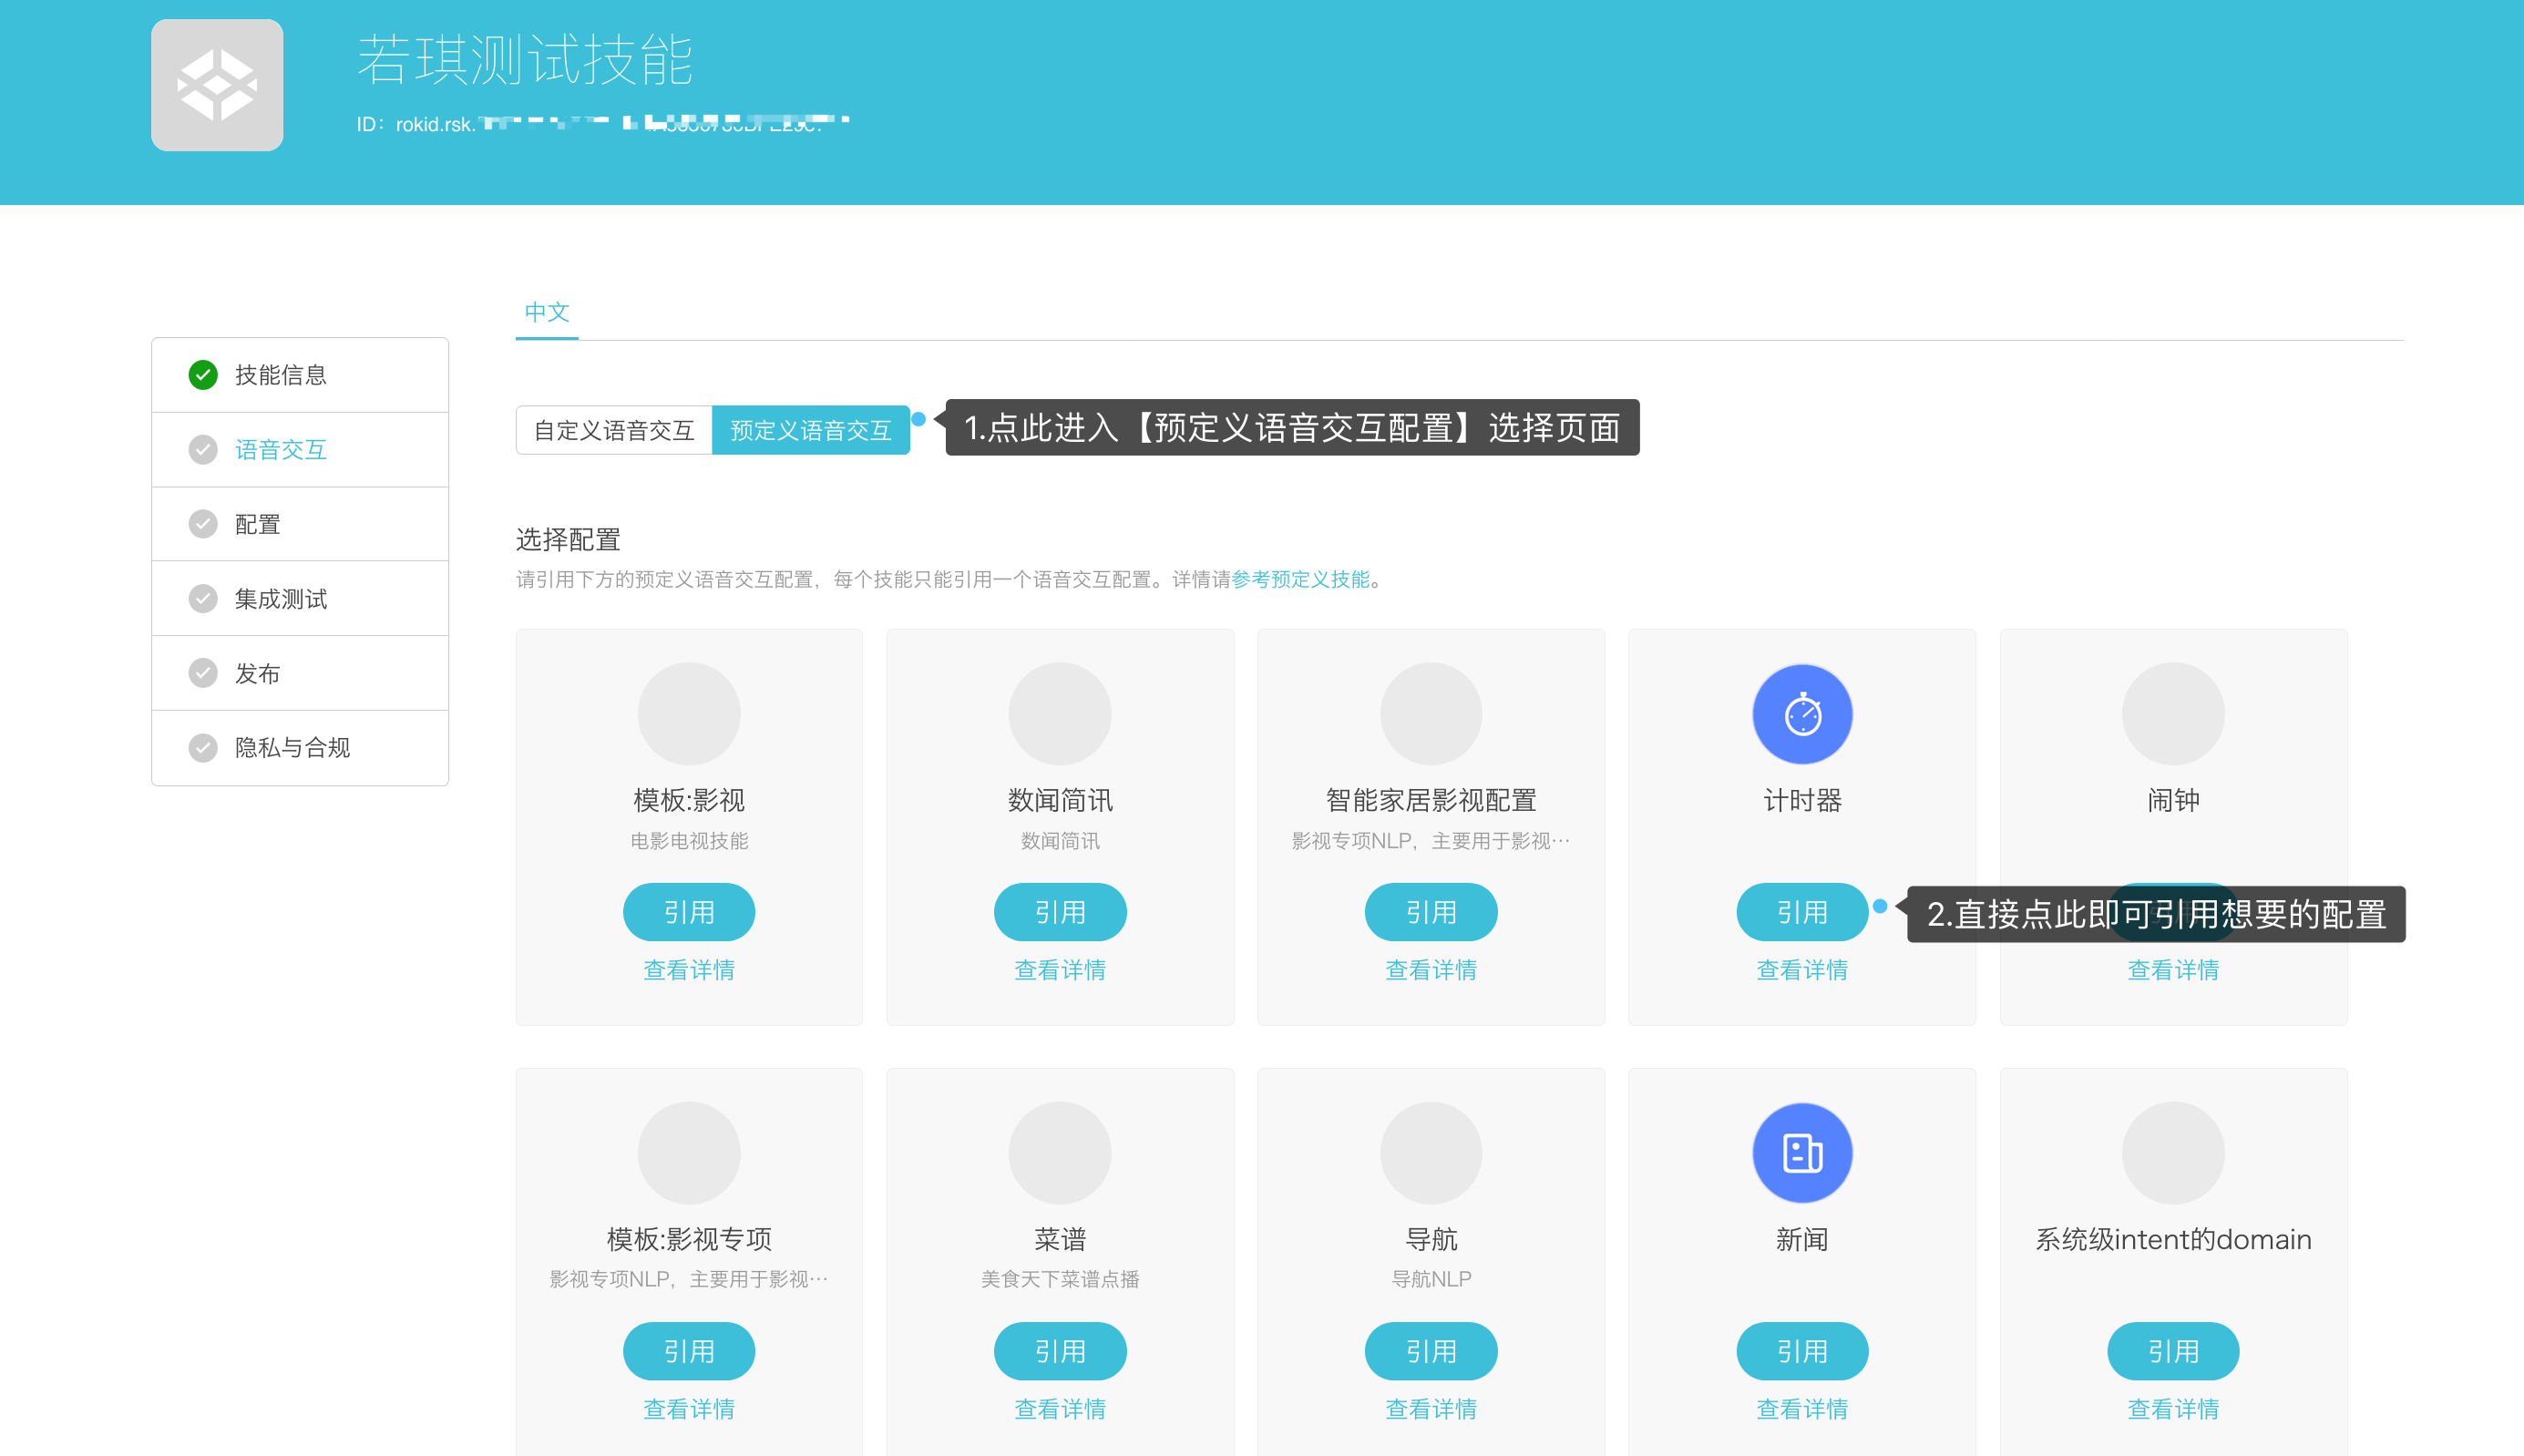 若琪测试技能
ID：rokid.rsk.
中文
技能信息
语音交互
配置
集成测试
发布
隐私与合规
自定义语音交互 预定义语音交互 1.点此进入【预定义语音交互配置】选择页面
选择配置
请引用下方的预定义语音交互配置，每个技能只能引用一个语音交互配置。详情请参考预定义技能。
模板:影视 数闻简讯 智能家居影视配置 计时器 闹钟
电影电视技能 数闻简讯 影视专项NLP，主要用于影视…
引用 引用 引用 引用 2.直接点此即可引用想要的配置
查看详情 查看详情 查看详情 查看详情 查看详情
模板:影视专项 菜谱 导航 新闻 系统级intent的domain
影视专项NLP，主要用于影视… 美食天下菜谱点播 导航NLP
引用 引用 引用 引用 引用
查看详情 查看详情 查看详情 查看详情 查看详情